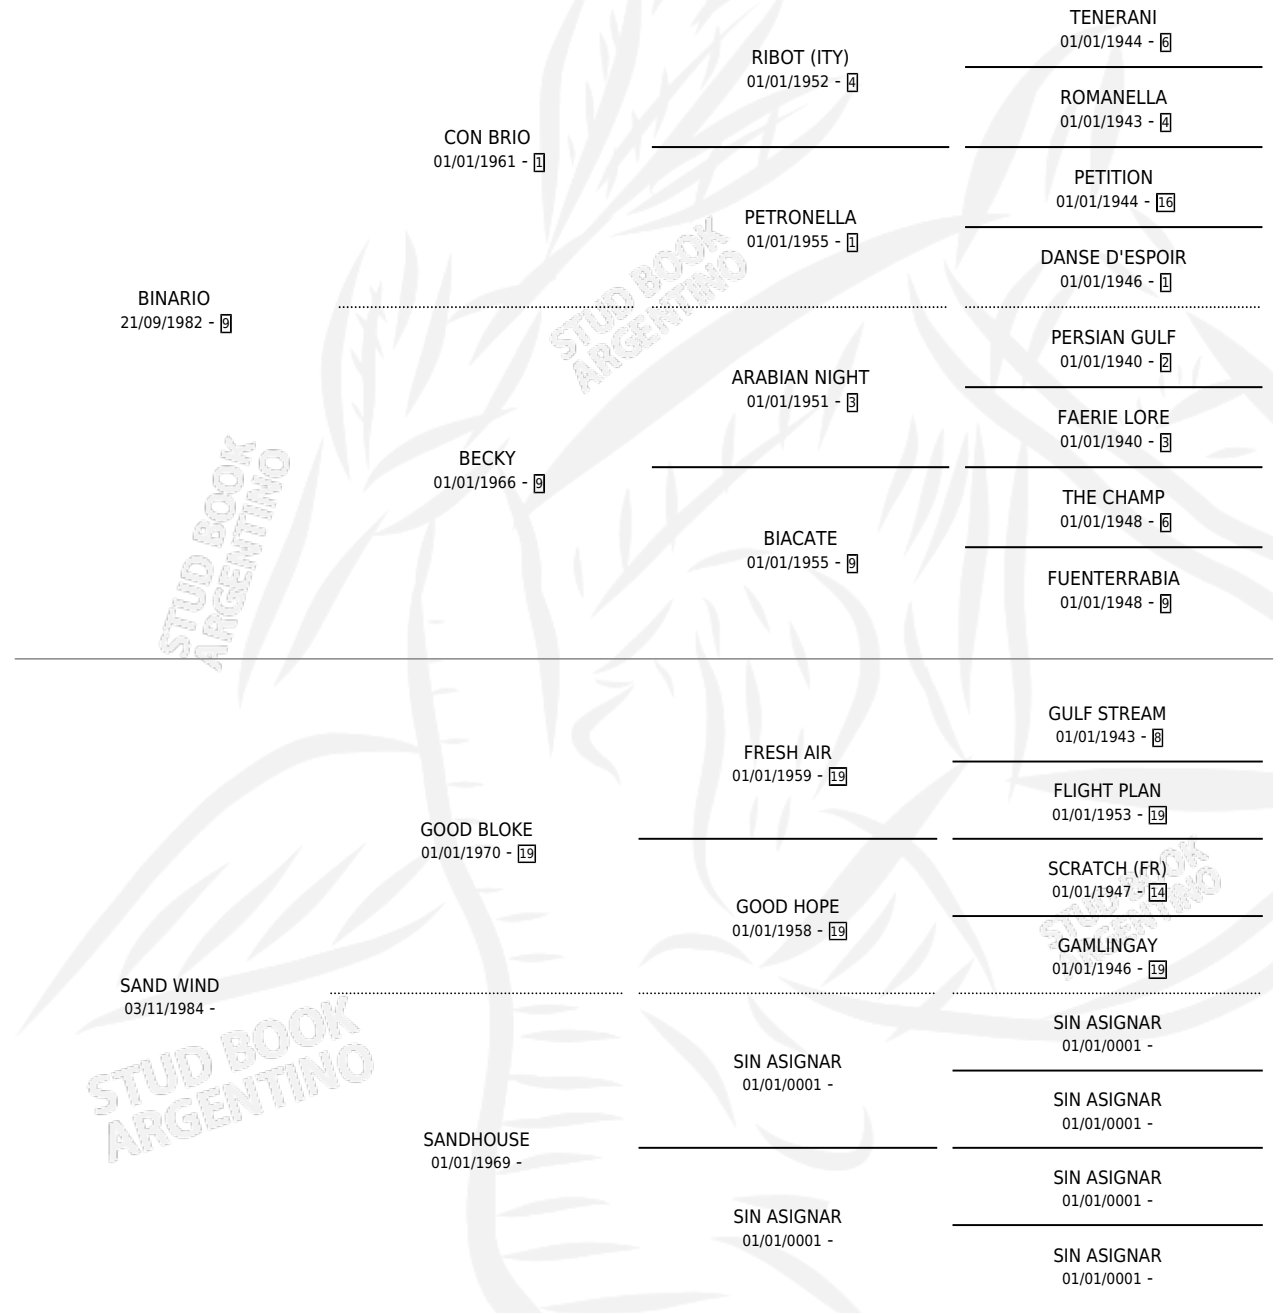 TENERANI
01/01/1944 - 6
RIBOT (ITY)
01/01/1952 - 4
ROMANELLA
01/01/1943 - 4
CON BRIO
01/01/1961 - 1
PETITION
01/01/1944 - 16
PETRONELLA
01/01/1955 - 1
DANSE D'ESPOIR
01/01/1946 - 1
BINARIO
21/09/1982 - 9
STUD BOOK
ARGENTINO
PERSIAN GULF
01/01/1940 - 2
ARABIAN NIGHT
01/01/1951 - 3
FAERIE LORE
01/01/1940 - 3
BECKY
01/01/1966 - 9
THE CHAMP
01/01/1948 - 6
BIACATE
01/01/1955 - 9
FUENTERRABIA
01/01/1948 - 9
STUD BOOK
ARGENTINO
GULF STREAM
01/01/1943 - 8
FRESH AIR
01/01/1959 - 19
FLIGHT PLAN
01/01/1953 - 19
GOOD BLOKE
01/01/1970 - 19
SCRATCH (FR)
01/01/1947 - 14
GOOD HOPE
01/01/1958 - 19
STUD BOOK
ARGENTINO
GAMLINGAY
01/01/1946 - 19
SAND WIND
03/11/1984 -
SIN ASIGNAR
01/01/0001 -
SIN ASIGNAR
01/01/0001 -
SIN ASIGNAR
01/01/0001 -
STUD BOOK
ARGENTINO
SANDHOUSE
01/01/1969 -
SIN ASIGNAR
01/01/0001 -
SIN ASIGNAR
01/01/0001 -
SIN ASIGNAR
01/01/0001 -